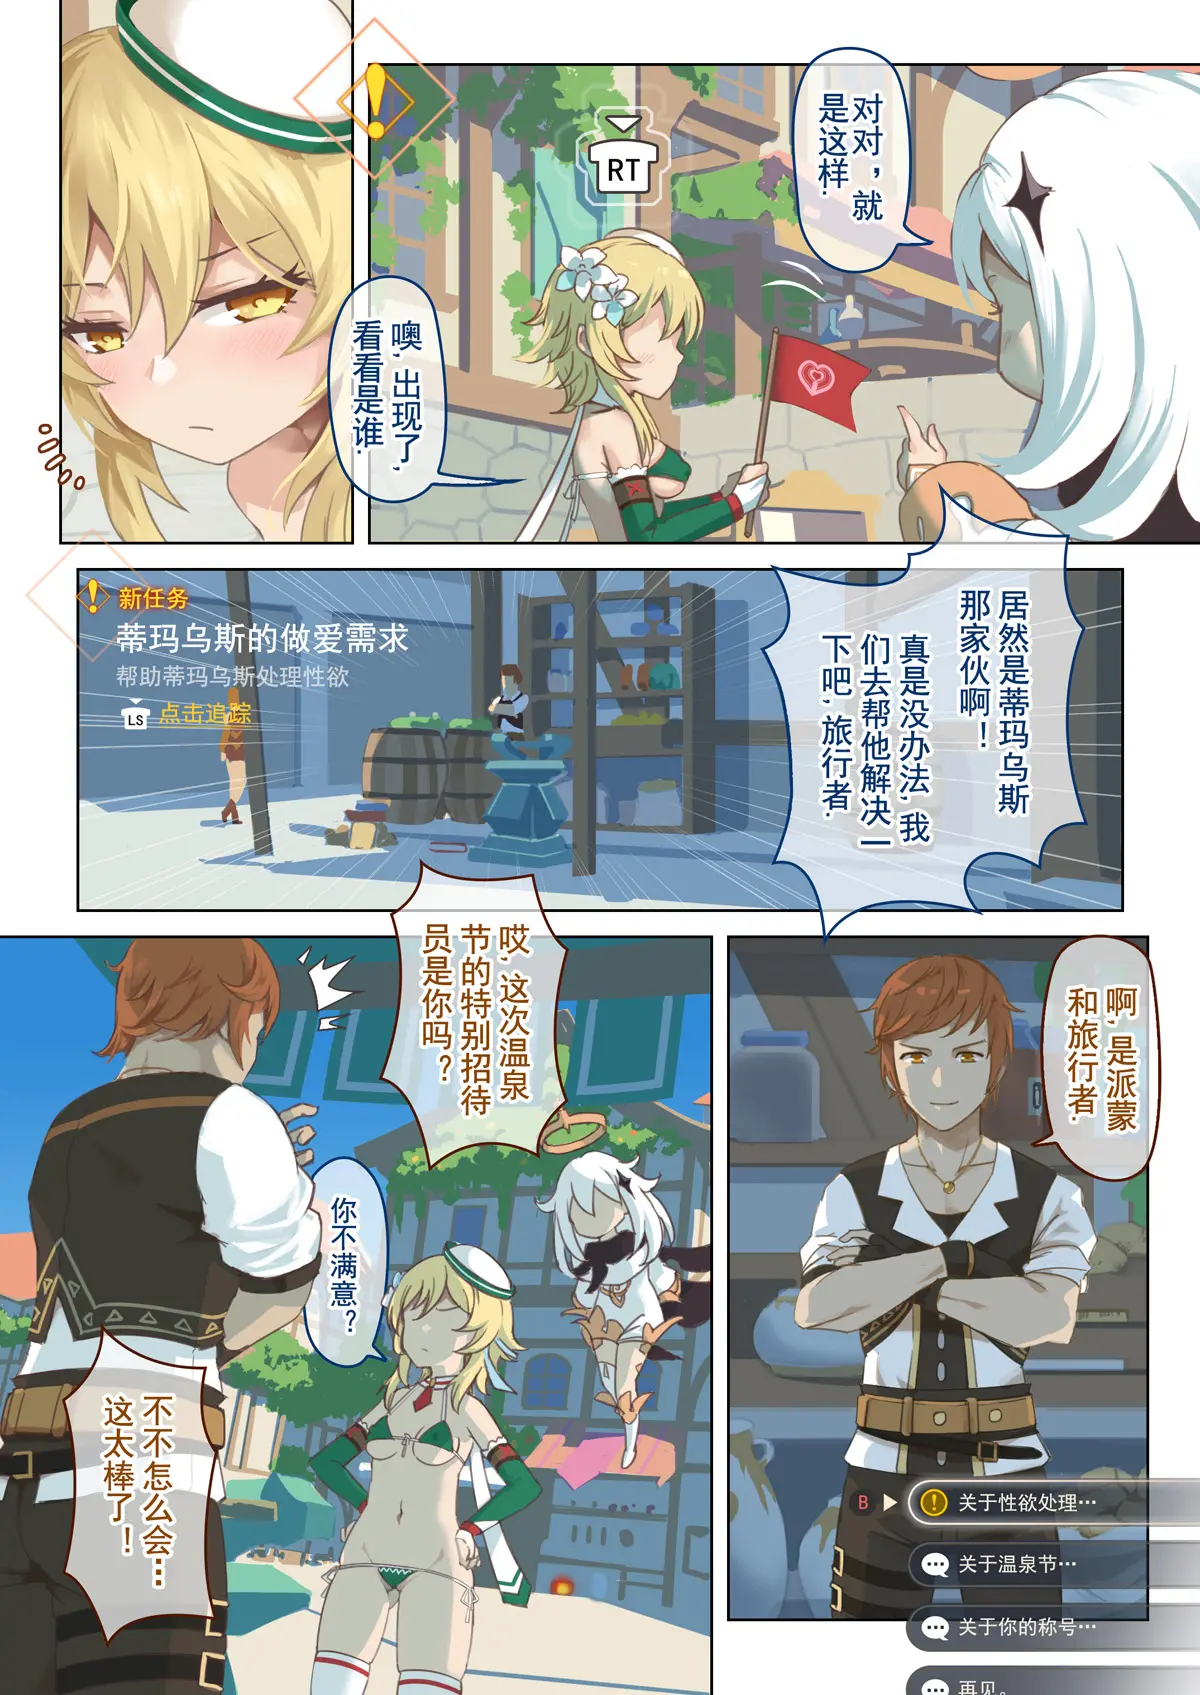 对对，就
是这样.
RT
噢，出现了，
看看是谁.
新任务
蒂玛乌斯的做爱需求
帮助蒂玛乌斯处理性欲
LS
点击追踪
居然是蒂玛乌斯
那家伙啊！
真是没办法，我
们去帮他解决一
下吧，旅行者.
啊，是派蒙
和旅行者.
B
关于性欲处理…
关于温泉节…
关于你的称号…
再见。
哎，这次温泉
节的特别招待
员是你吗？
你不满意？
不不怎么会…
这太棒了！